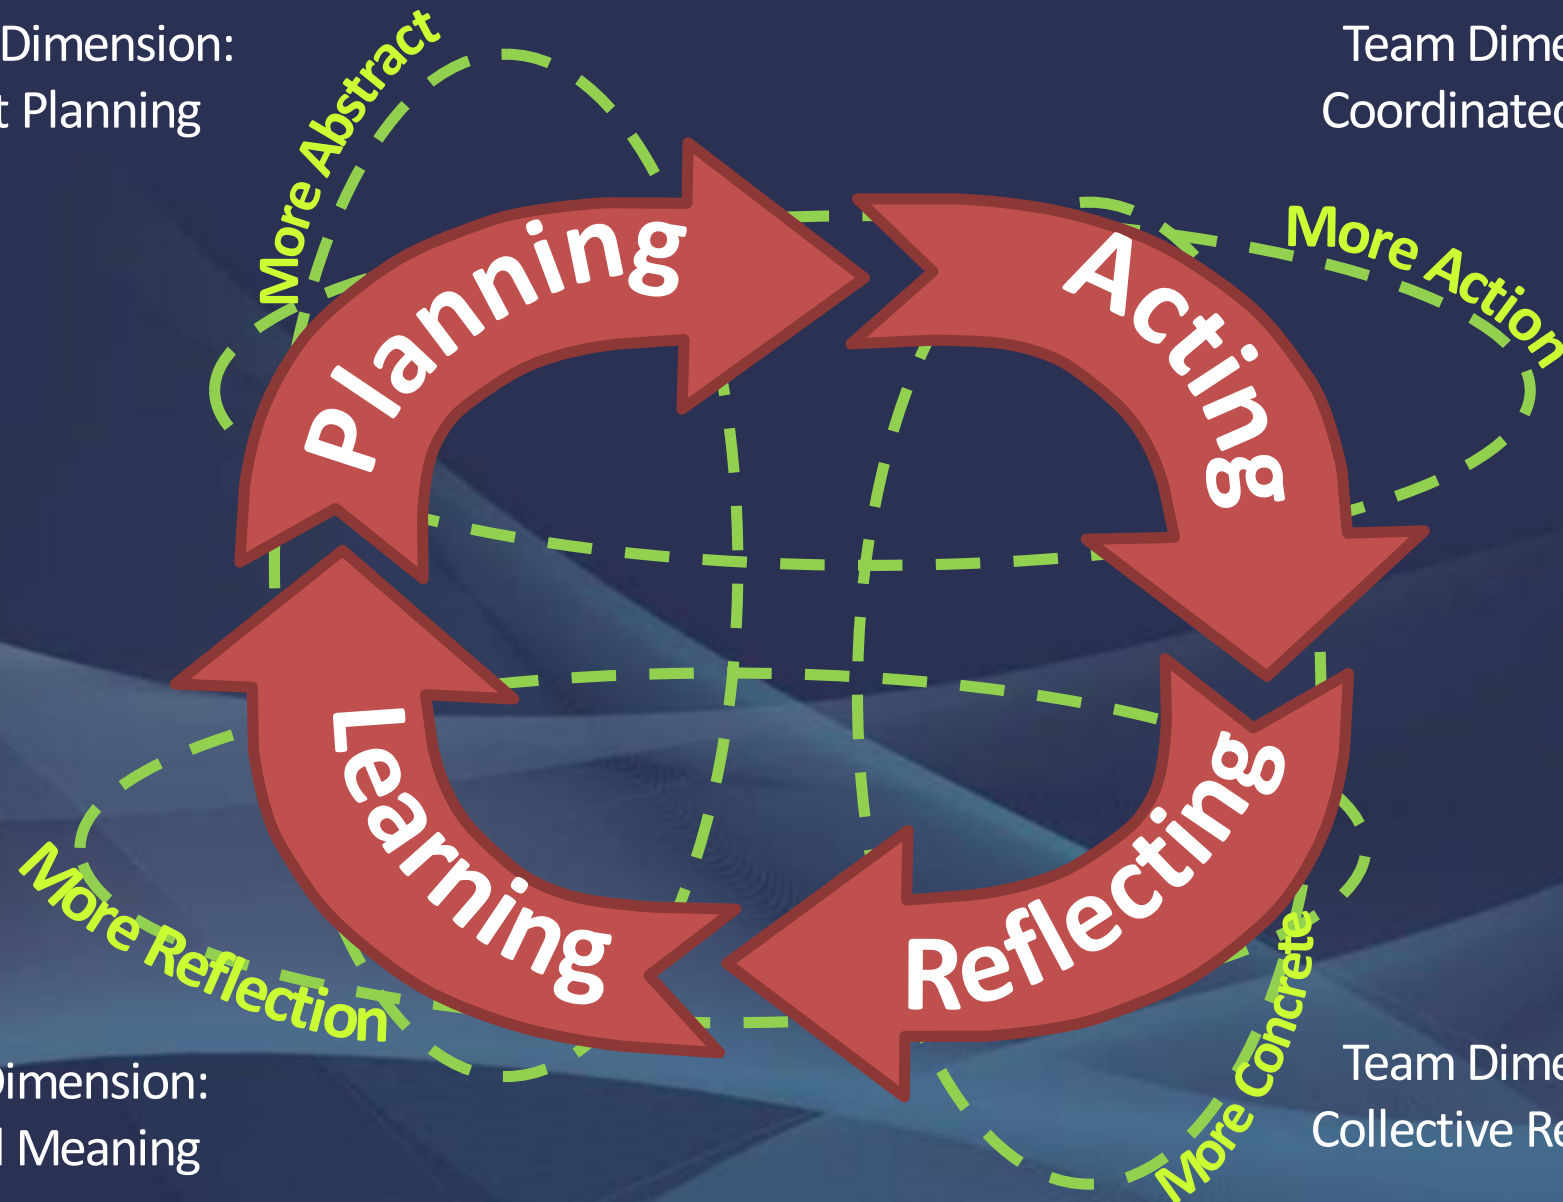 Dimension:
t Planning
Team Dime
Coordinated
More Abstract
More Action
Planning
Acting
Learning
Reflecting
More Reflection
More Concrete
Dimension:
Meaning
Team Dime
Collective Re